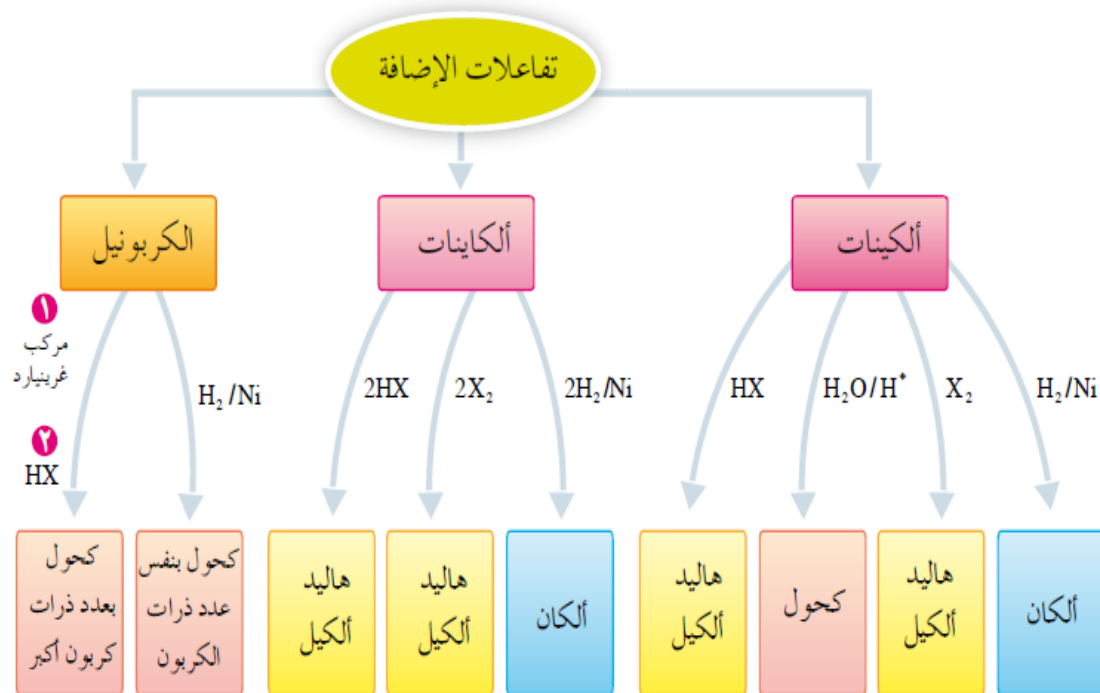 تفاعلات الإضافة
ألكينات
ألكاينات
الكربونيل
H₂/Ni
X₂
H₂O/H⁺
HX
2H₂/Ni
2X₂
2HX
H₂/Ni
١
مركب
غرينيارد
٢
HX
ألكان
هاليد
ألكيل
كحول
هاليد
ألكيل
ألكان
هاليد
ألكيل
هاليد
ألكيل
كحول بنفس
عدد ذرات
الكربون
كحول
بعدد ذرات
كربون أكبر